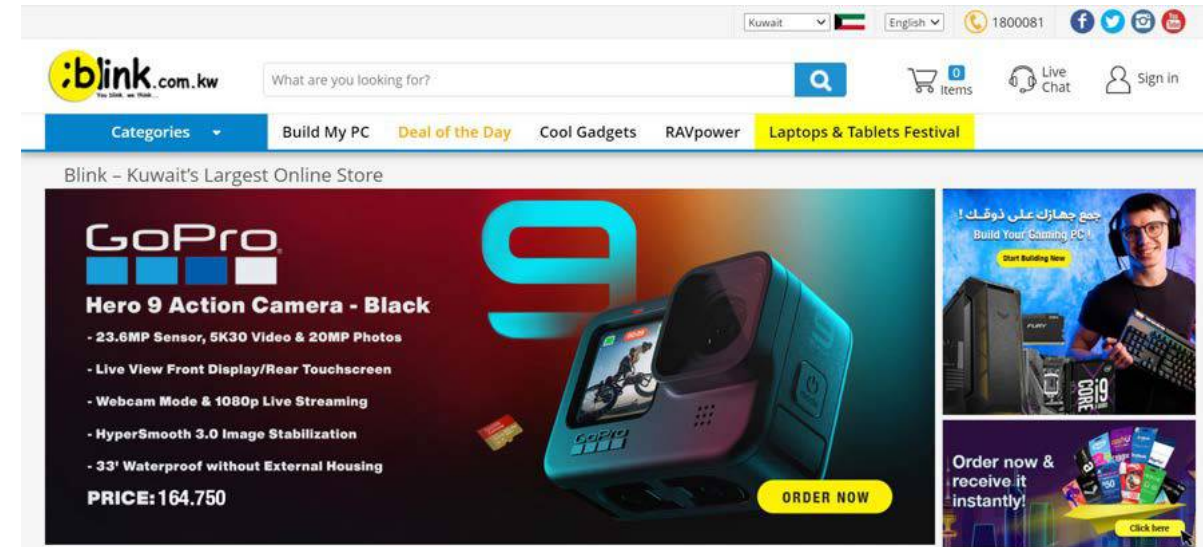 Kuwait
English
1800081
:blink.com.kw
You blink. we think...
What are you looking for?
0
Items
Live
Chat
Sign in
Categories
Build My PC
Deal of the Day
Cool Gadgets
RAVpower
Laptops & Tablets Festival
Blink – Kuwait's Largest Online Store
GoPro
Hero 9 Action Camera - Black
- 23.6MP Sensor, 5K30 Video & 20MP Photos
- Live View Front Display/Rear Touchscreen
- Webcam Mode & 1080p Live Streaming
- HyperSmooth 3.0 Image Stabilization
- 33' Waterproof without External Housing
PRICE:164.750
9
GoPro
ORDER NOW
جمع جهازك على ذوقك !
Build Your Gaming PC !
Start Building Now
FURY
CORE i9
Order now &
receive it
instantly!
Click here